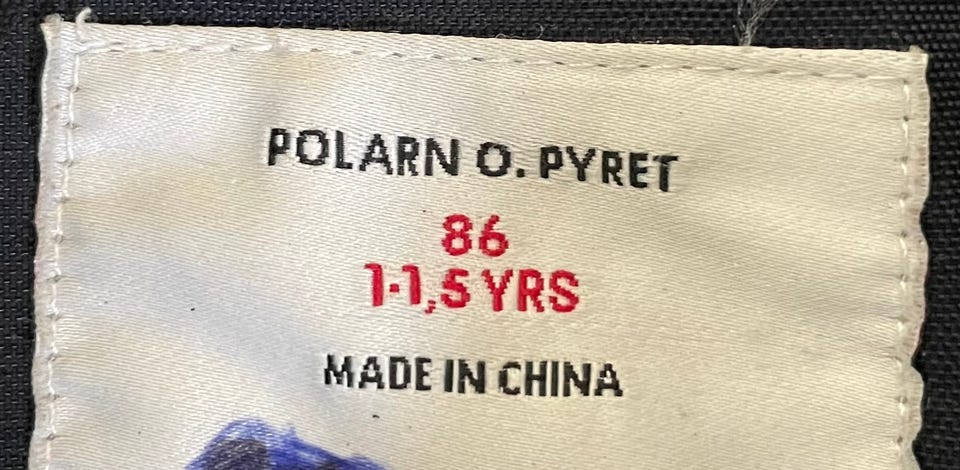 POLARN O. PYRET
86
1-1,5 YRS
MADE IN CHINA